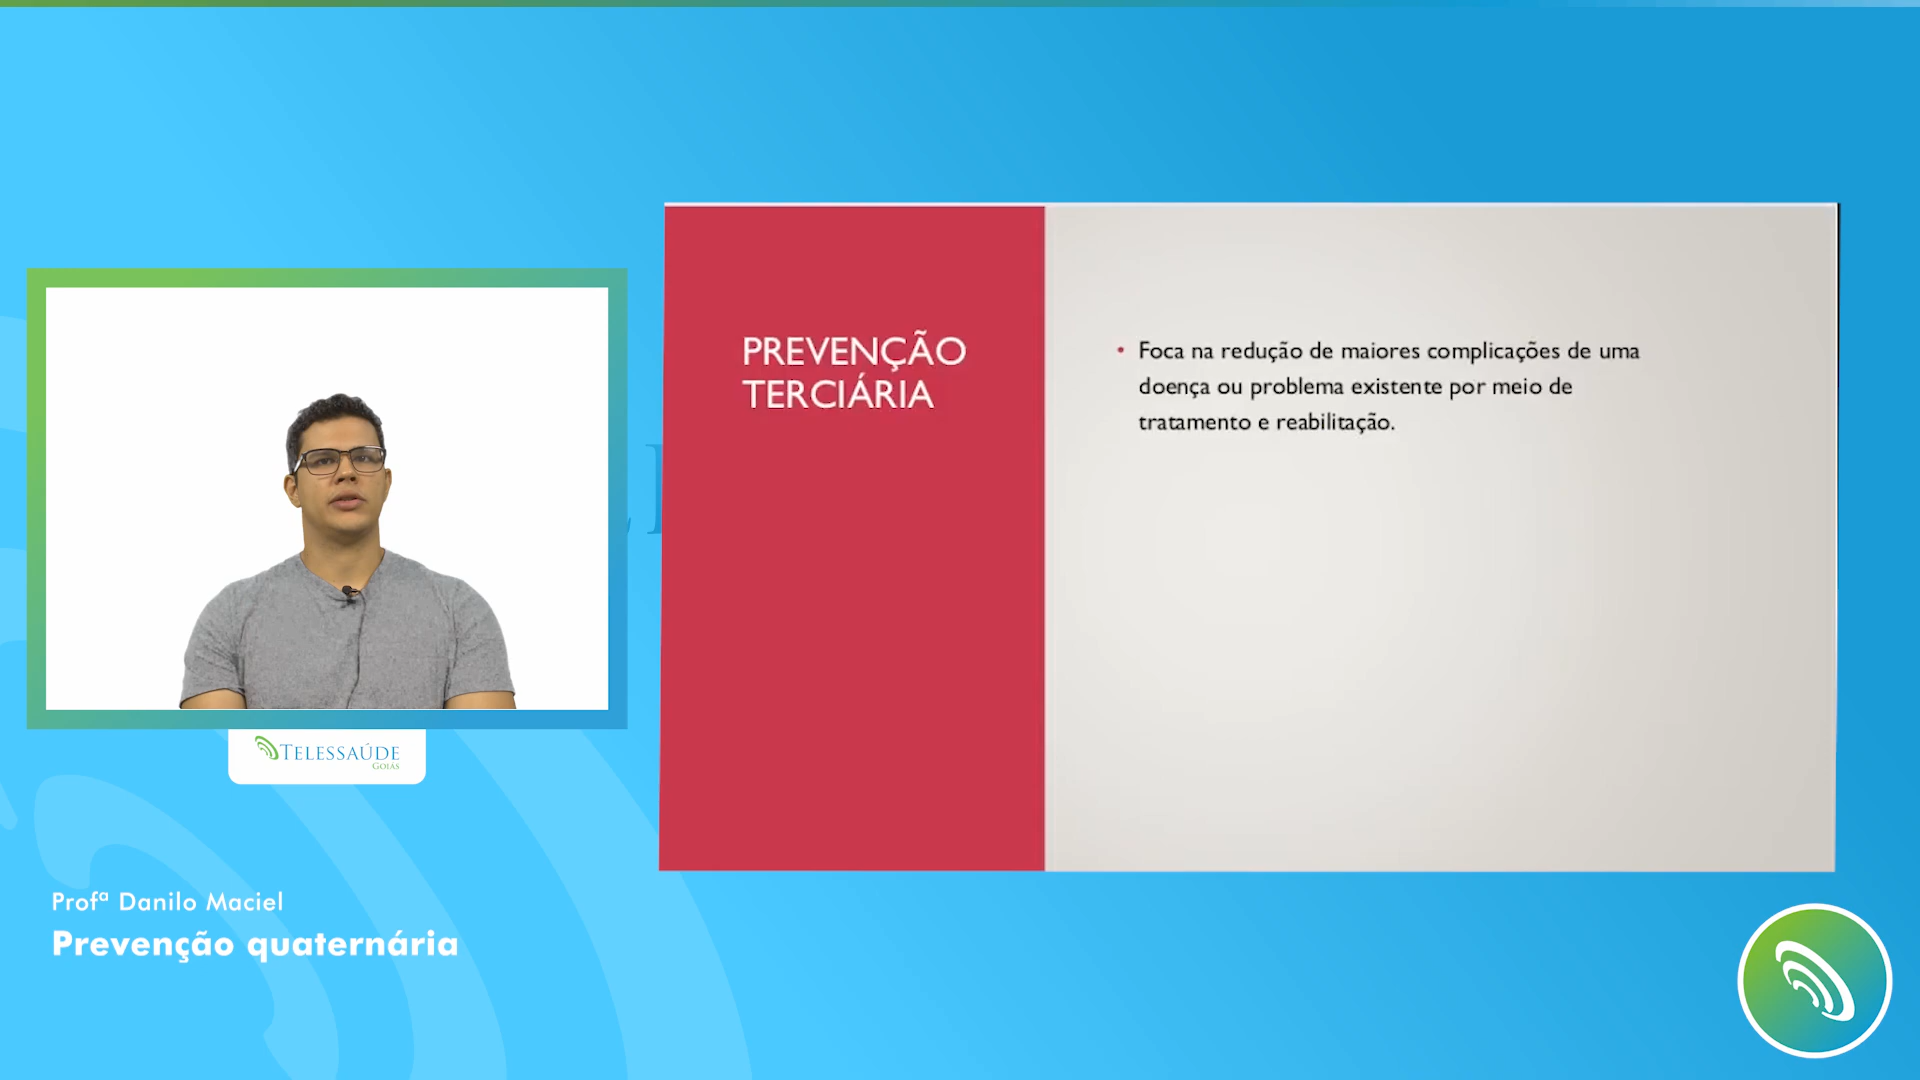 PREVENÇÃO
TERCIÁRIA
• Foca na redução de maiores complicações de uma
doença ou problema existente por meio de
tratamento e reabilitação.
TELESSAÚDE
GOIÁS
Profª Danilo Maciel
Prevenção quaternária